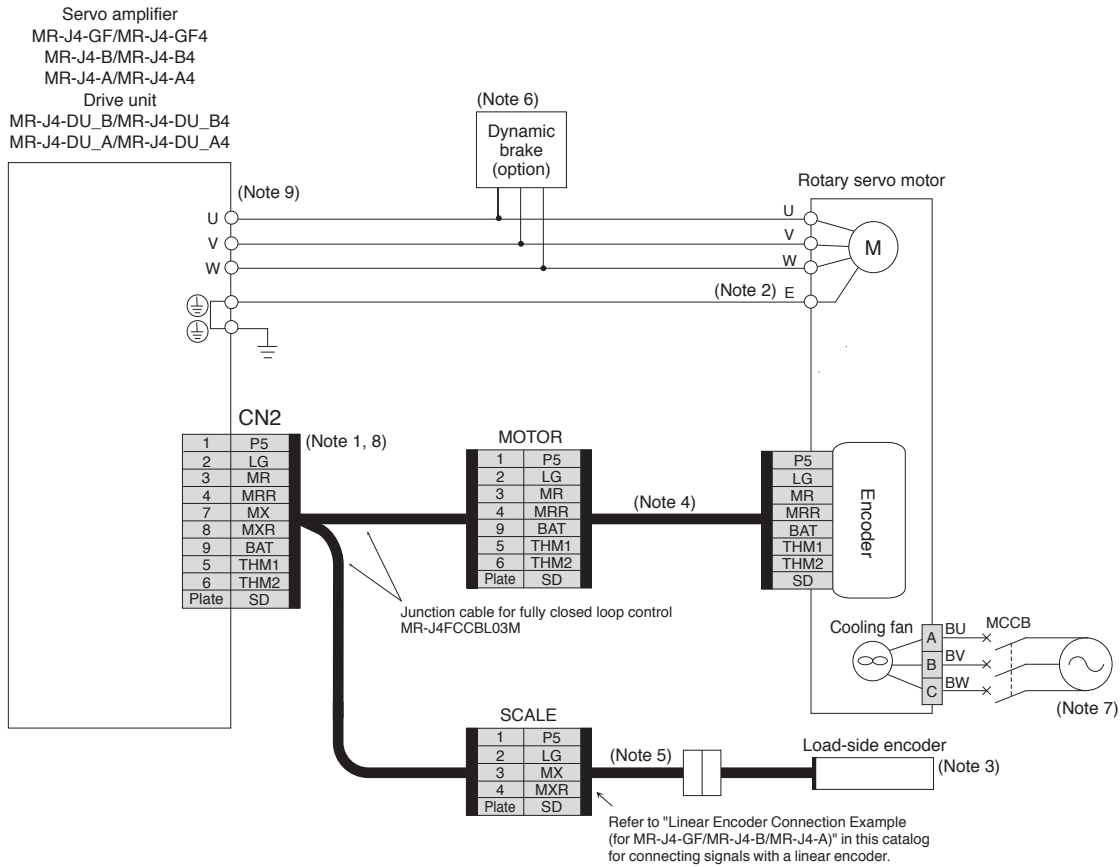 Servo amplifier
MR-J4-GF/MR-J4-GF4
MR-J4-B/MR-J4-B4
MR-J4-A/MR-J4-A4
Drive unit
MR-J4-DU_B/MR-J4-DU_B4
MR-J4-DU_A/MR-J4-DU_A4
(Note 6)
Dynamic
brake
(option)
Rotary servo motor
(Note 9)
U
V
W
U
V
W
M
(Note 2) E
CN2
(Note 1, 8)
1 P5
2 LG
3 MR
4 MRR
7 MX
8 MXR
9 BAT
5 THM1
6 THM2
Plate SD
MOTOR
1 P5
2 LG
3 MR
4 MRR
9 BAT
5 THM1
6 THM2
Plate SD
(Note 4)
P5
LG
MR
MRR
BAT
THM1
THM2
SD
Encoder
Junction cable for fully closed loop control
MR-J4FCCBL03M
Cooling fan
A BU
B BV
C BW
MCCB
(Note 7)
SCALE
1 P5
2 LG
3 MX
4 MXR
Plate SD
(Note 5)
Load-side encoder
(Note 3)
Refer to "Linear Encoder Connection Example
(for MR-J4-GF/MR-J4-B/MR-J4-A)" in this catalog
for connecting signals with a linear encoder.